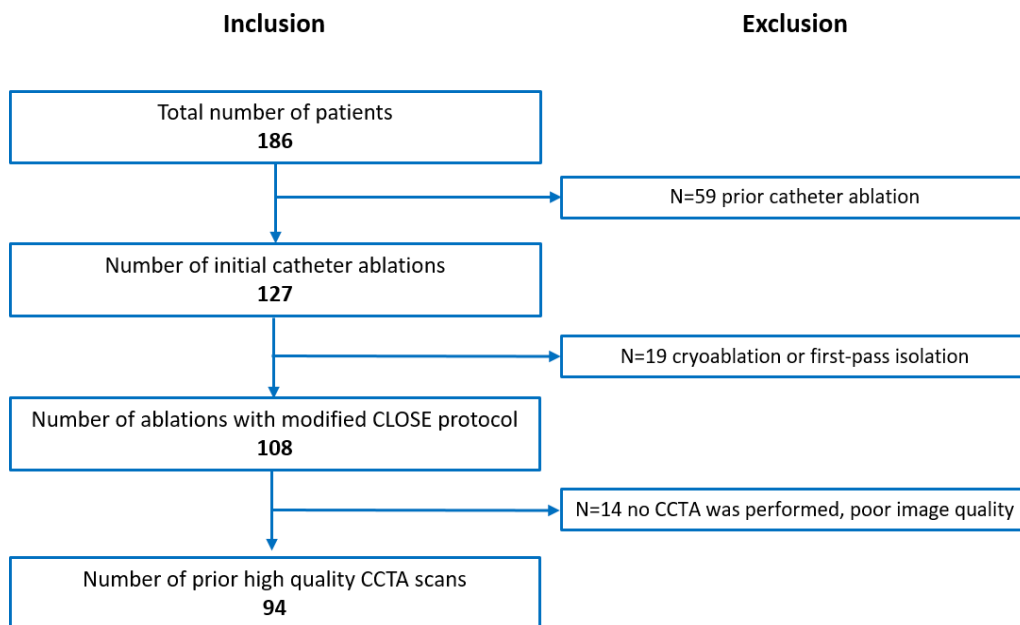 Inclusion
Exclusion
Total number of patients
186
N=59 prior catheter ablation
Number of initial catheter ablations
127
N=19 cryoablation or first-pass isolation
Number of ablations with modified CLOSE protocol
108
N=14 no CCTA was performed, poor image quality
Number of prior high quality CCTA scans
94